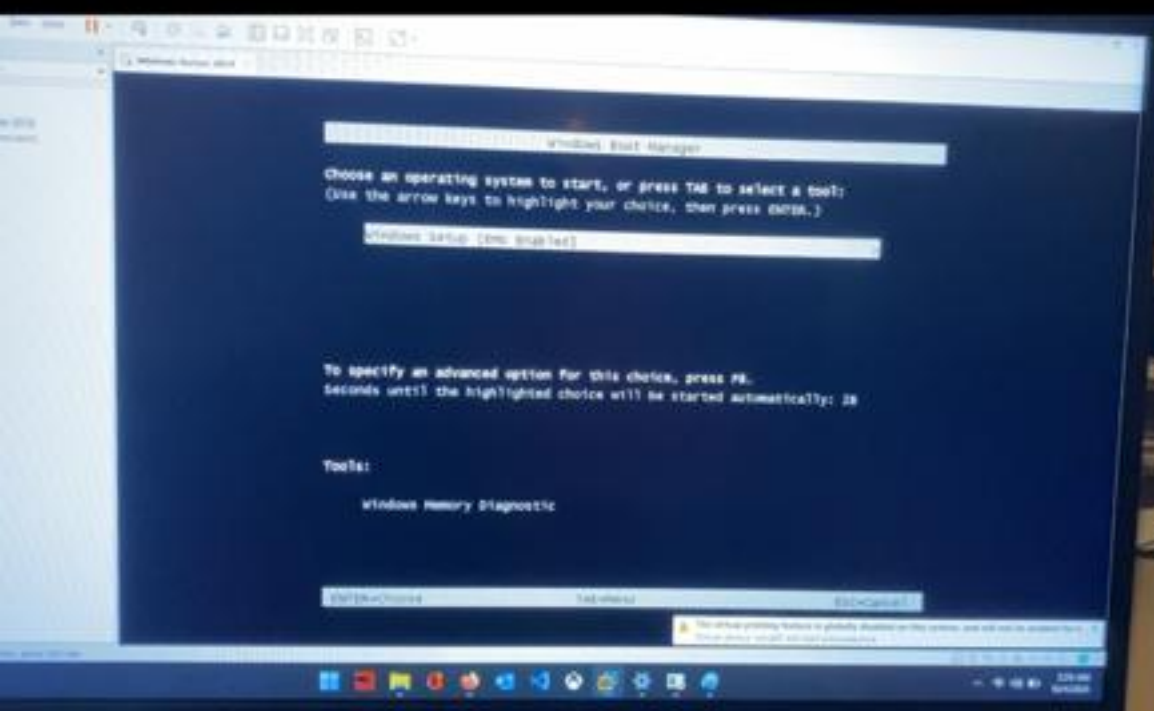 Windows Boot Manager
Choose an operating system to start, or press TAB to select a tool:
(Use the arrow keys to highlight your choice, then press ENTER.)
Windows Setup [EMS Enabled]
To specify an advanced option for this choice, press F8.
Seconds until the highlighted choice will be started automatically: 28
Tools:
Windows Memory Diagnostic
ENTER=Choose TAB=Menu ESC=Cancel